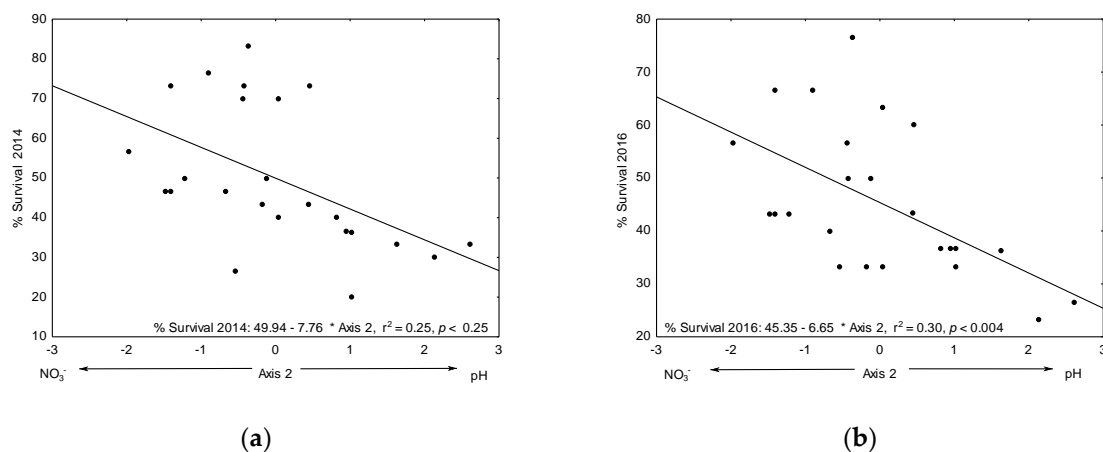 90
80
70
60
50
40
30
20
10
% Survival 2014
% Survival 2014: 49.94 - 7.76 * Axis 2, r² = 0.25, p < 0.25
-3 -2 -1 0 1 2 3
NO₃⁻ Axis 2 pH
(a)
80
70
60
50
40
30
20
% Survival 2016
% Survival 2016: 45.35 - 6.65 * Axis 2, r² = 0.30, p < 0.004
-3 -2 -1 0 1 2 3
NO₃⁻ Axis 2 pH
(b)